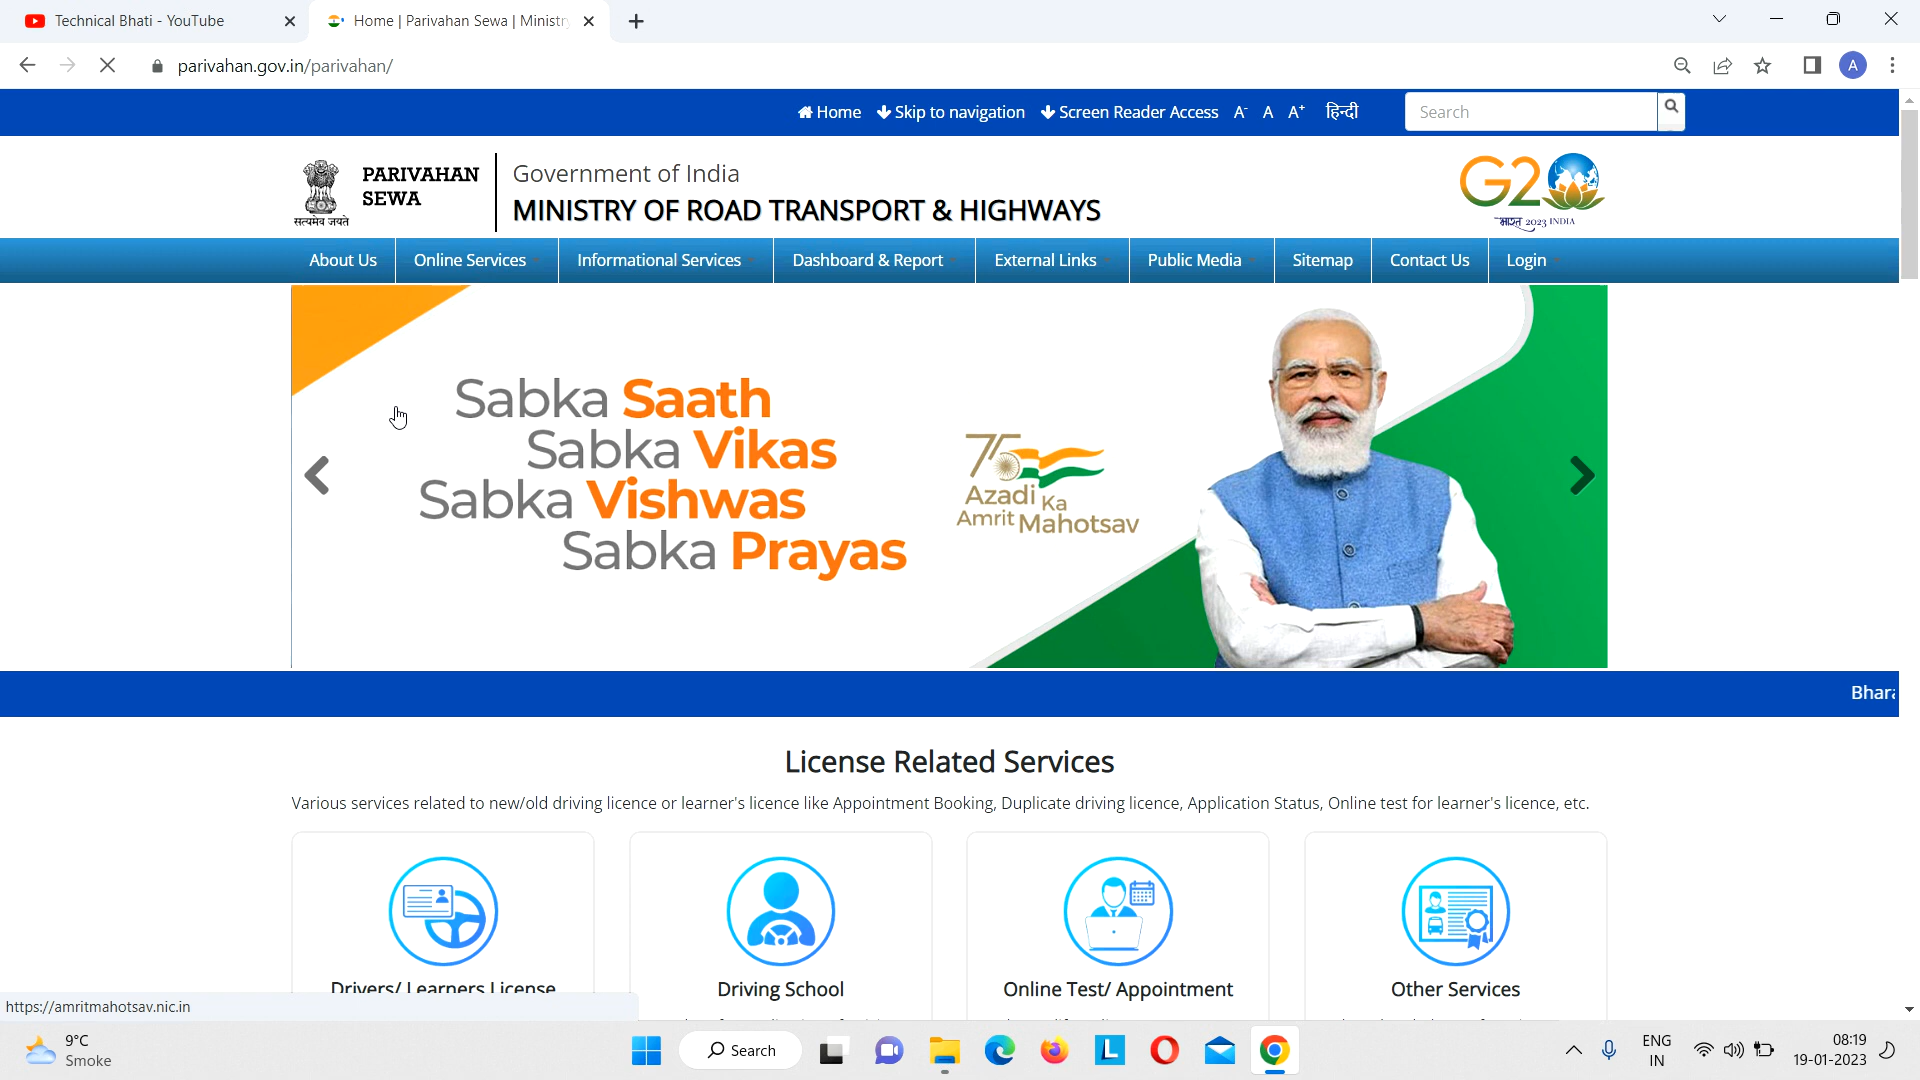 Technical Bhati - YouTube
Home | Parivahan Sewa | Ministry
parivahan.gov.in/parivahan/
A
Home Skip to navigation Screen Reader Access A- A A+ हिन्दी Search
PARIVAHAN
SEWA
सत्यमेव जयते
Government of India
MINISTRY OF ROAD TRANSPORT & HIGHWAYS
G20
भारत 2023 INDIA
About Us Online Services Informational Services Dashboard & Report External Links Public Media Sitemap Contact Us Login
Sabka Saath
Sabka Vikas
Sabka Vishwas
Sabka Prayas
75
Azadi Ka
Amrit Mahotsav
Bhara
License Related Services
Various services related to new/old driving licence or learner's licence like Appointment Booking, Duplicate driving licence, Application Status, Online test for learner's licence, etc.
Drivers/ Learners License
Driving School
Online Test/ Appointment
Other Services
https://amritmahotsav.nic.in
9°C
Smoke
Search
L
ENG
IN
08:19
19-01-2023